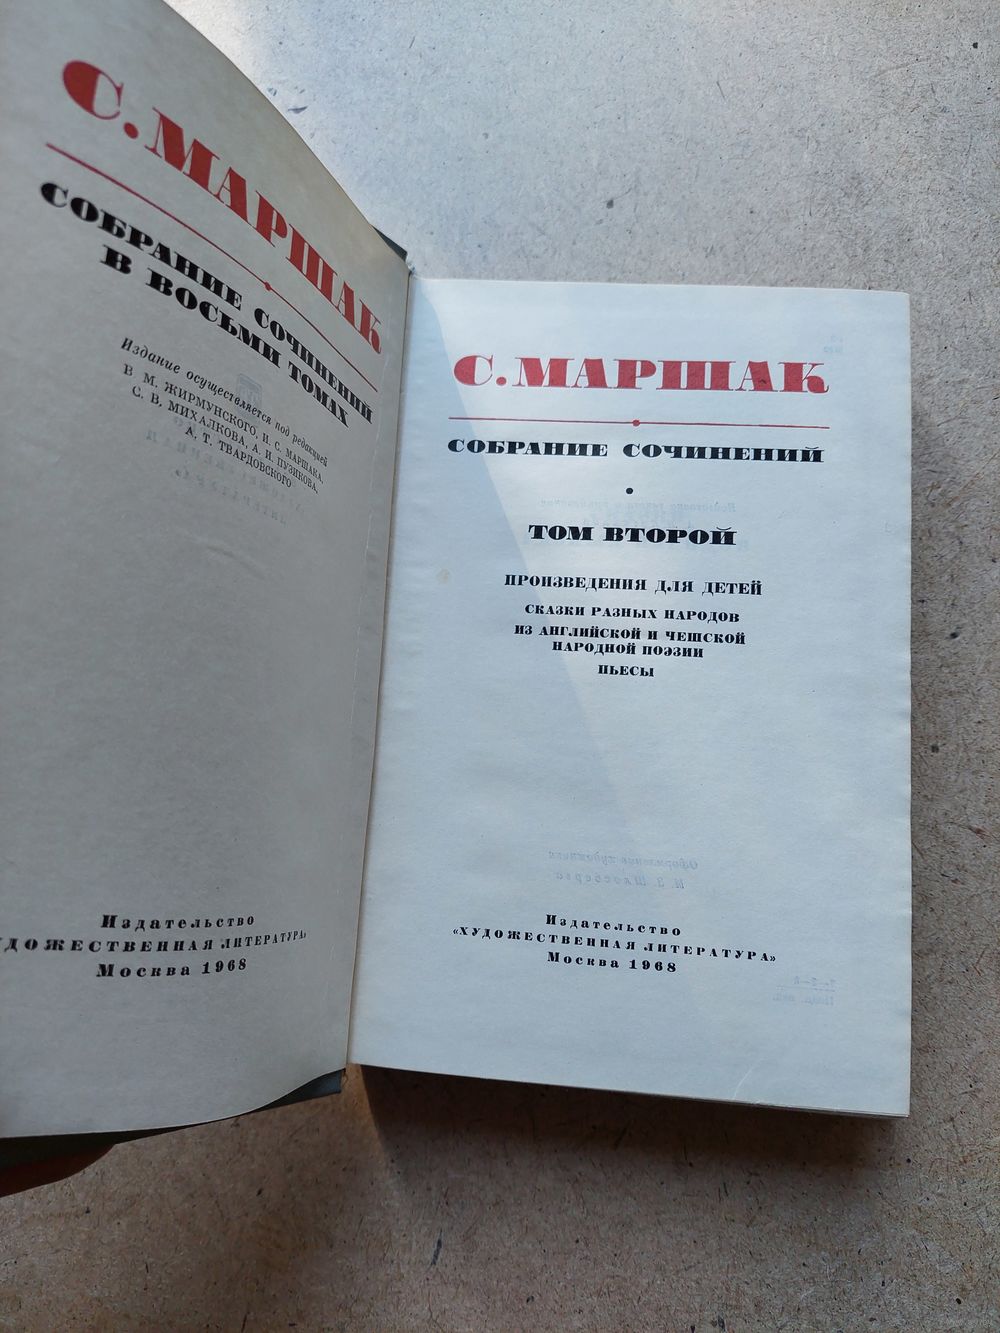 С. МАРШАК
СОБРАНИЕ СОЧИНЕНИЙ
В ВОСЬМИ ТОМАХ
Издание осуществляется под редакцией
В. М. ЖИРМУНСКОГО, И. С. МАРШАКА,
С. В. МИХАЛКОВА, А. И. ПУЗИКОВА,
А. Т. ТВАРДОВСКОГО
Издательство
УДОЖЕСТВЕННАЯ ЛИТЕРАТУРА»
Москва 1968
С. МАРШАК
СОБРАНИЕ СОЧИНЕНИЙ
ТОМ ВТОРОЙ
ПРОИЗВЕДЕНИЯ ДЛЯ ДЕТЕЙ
СКАЗКИ РАЗНЫХ НАРОДОВ
ИЗ АНГЛИЙСКОЙ И ЧЕШСКОЙ
НАРОДНОЙ ПОЭЗИИ
ПЬЕСЫ
Издательство
«ХУДОЖЕСТВЕННАЯ ЛИТЕРАТУРА»
Москва 1968